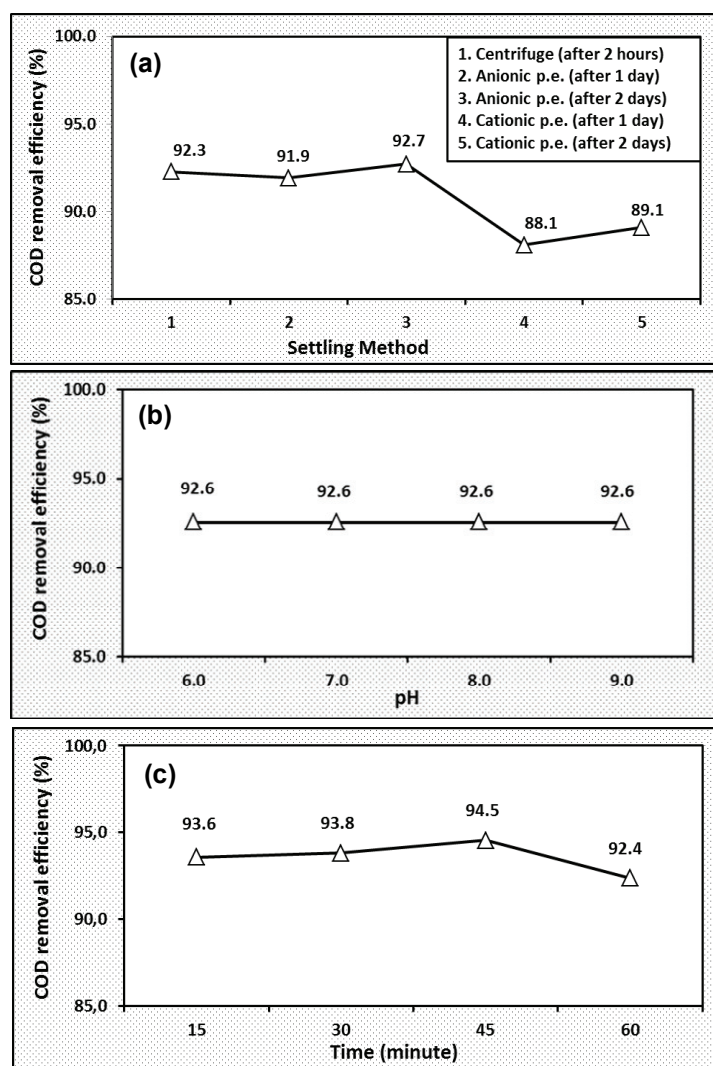 100.0
(a)
1. Centrifuge (after 2 hours)
2. Anionic p.e. (after 1 day)
3. Anionic p.e. (after 2 days)
4. Cationic p.e. (after 1 day)
5. Cationic p.e. (after 2 days)
COD removal efficiency (%)
95.0
92.3
91.9
92.7
90.0
88.1
89.1
85.0
1 2 3 4 5
Settling Method
100.0
(b)
COD removal efficiency (%)
95.0
92.6 92.6 92.6 92.6
90.0
85.0
6.0 7.0 8.0 9.0
pH
100,0
(c)
COD removal efficiency (%)
95,0
93.6 93.8 94.5 92.4
90,0
85,0
15 30 45 60
Time (minute)